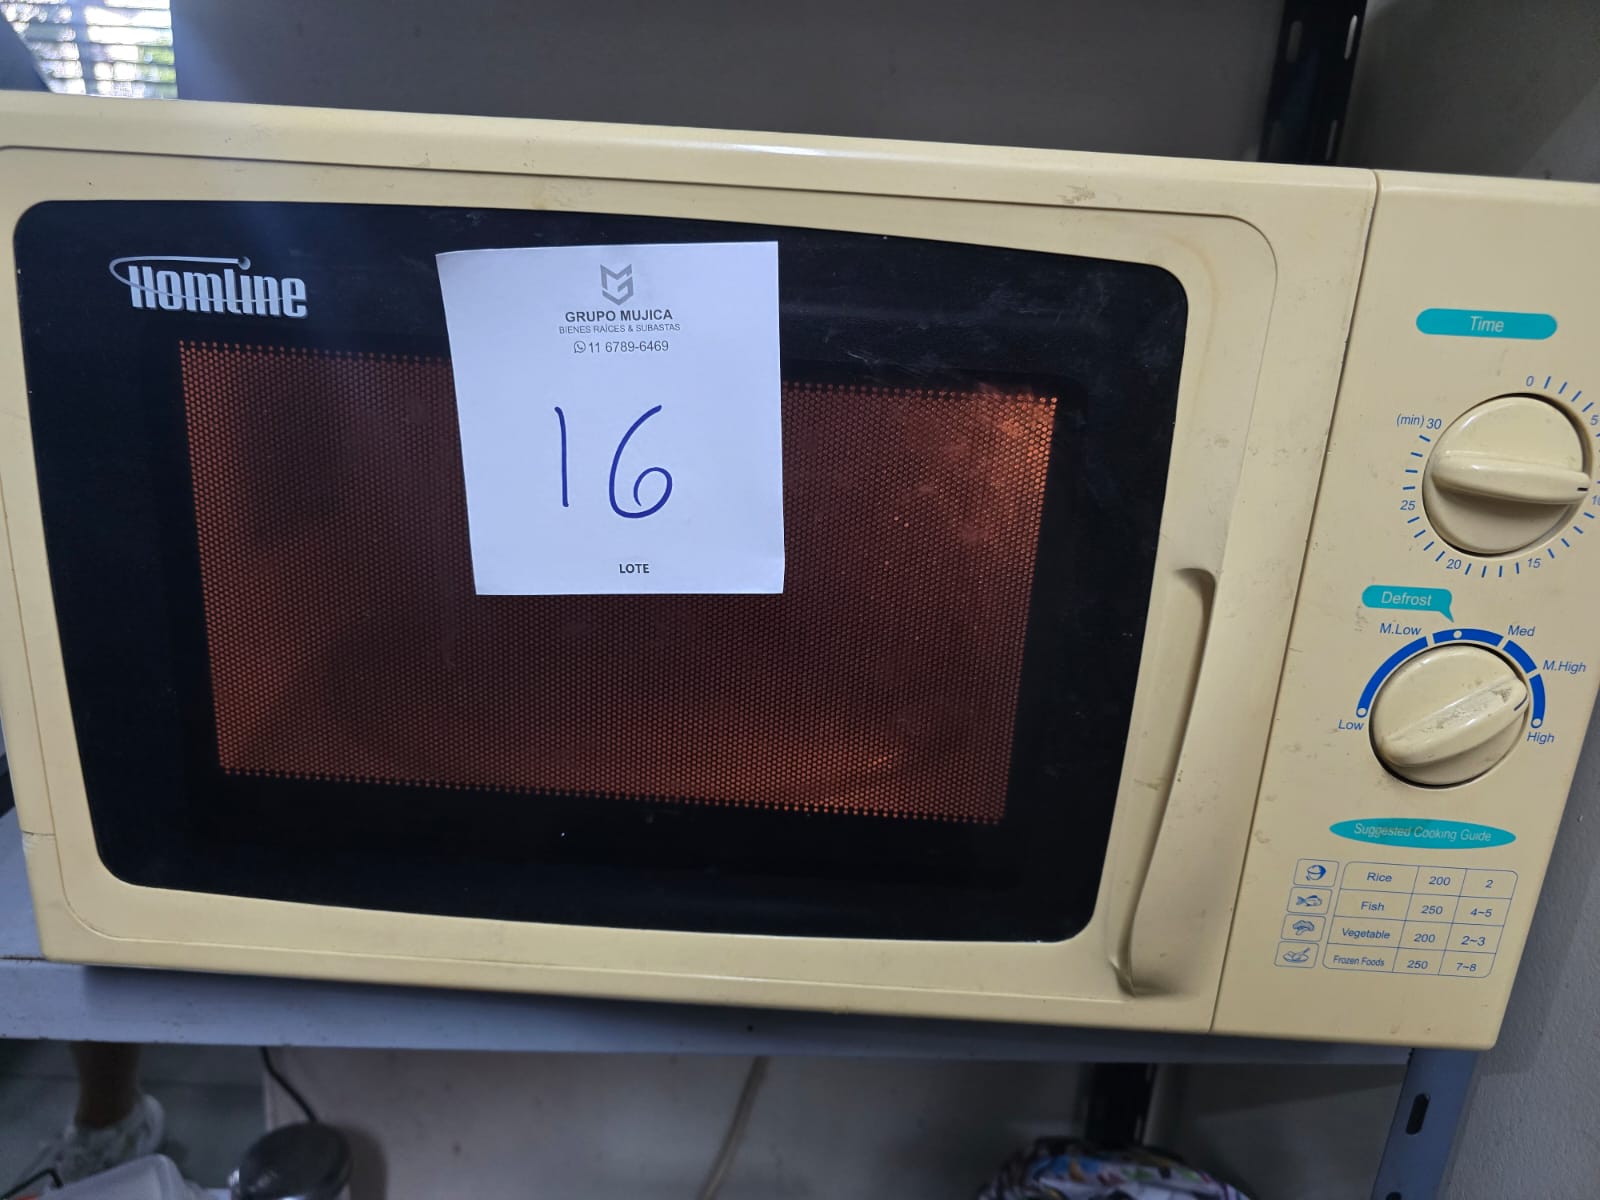 Homline
GRUPO MUJICA
BIENES RAÍCES & SUBASTAS
11 6789-6469
16
LOTE
Time
0
5
(min) 30
25
20
15
Defrost
M.Low
Med
M.High
Low
High
Suggested Cooking Guide
Rice 200 2
Fish 250 4~5
Vegetable 200 2~3
Frozen Foods 250 7~8